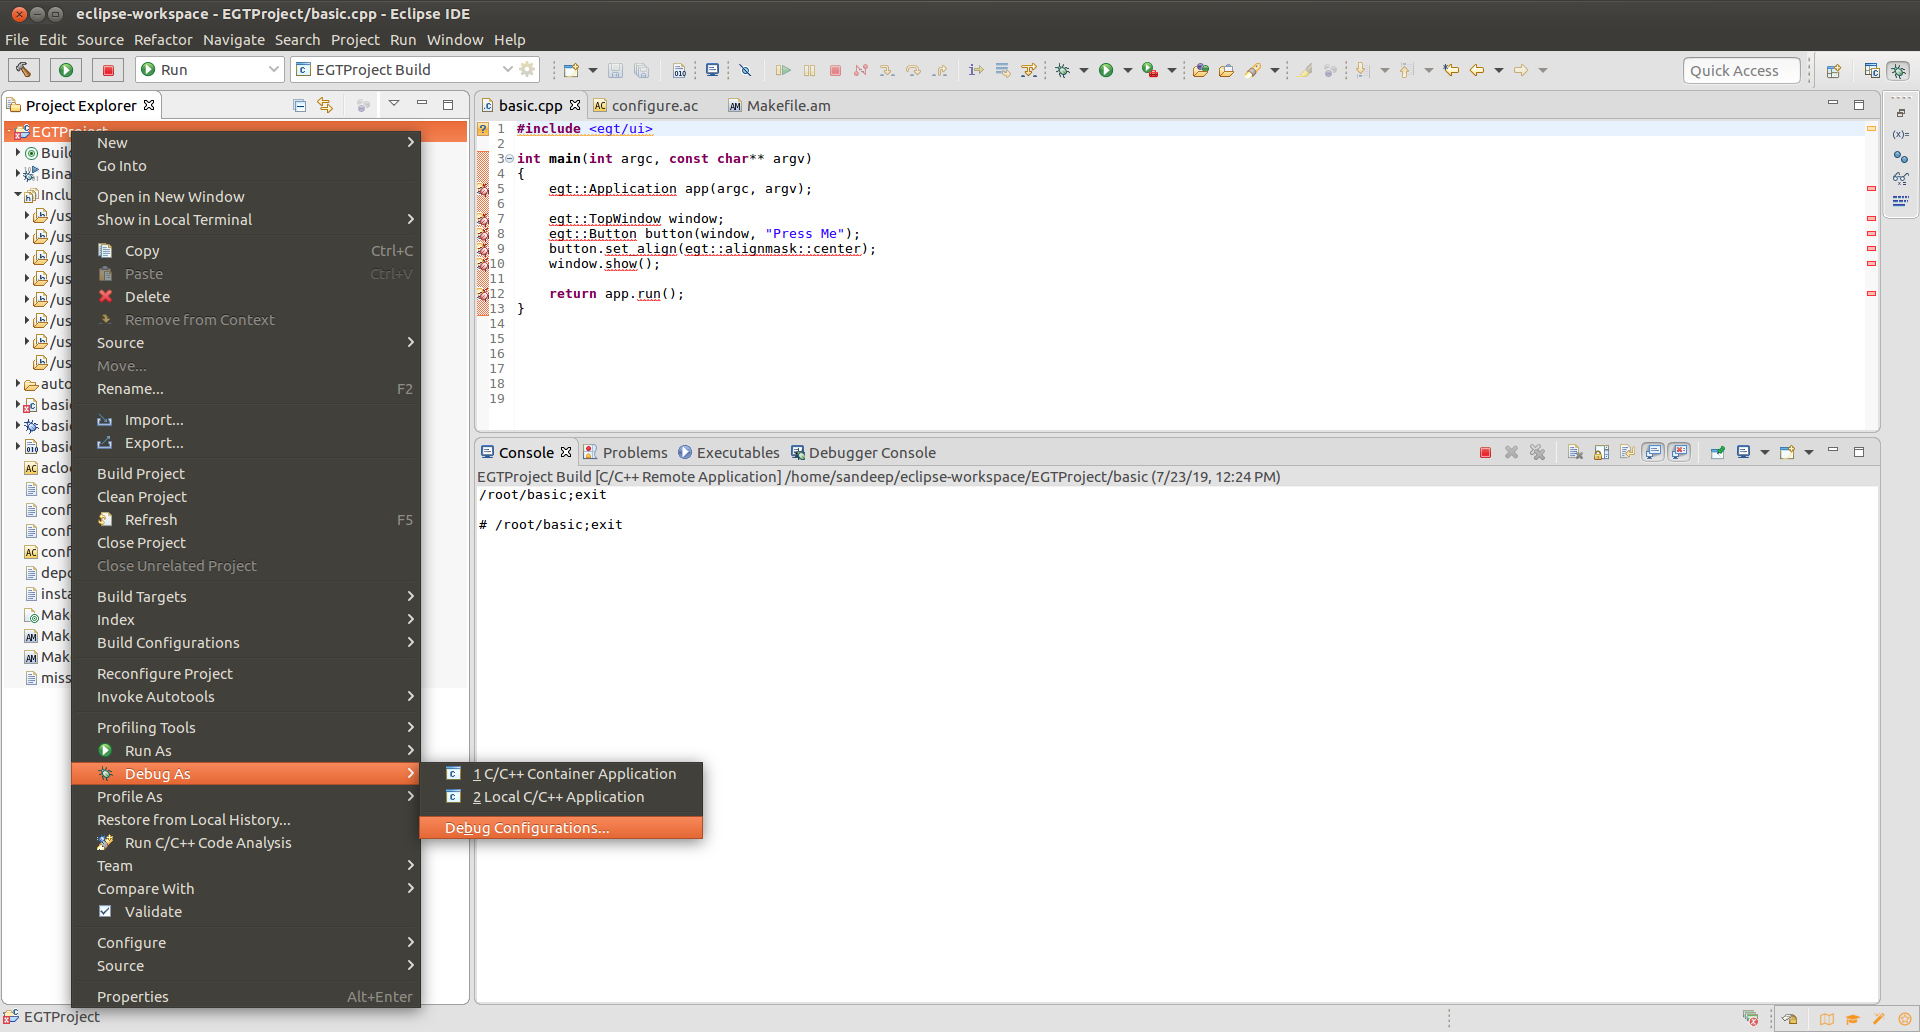 eclipse-workspace - EGTProject/basic.cpp - Eclipse IDE
File Edit Source Refactor Navigate Search Project Run Window Help
Run
EGTProject Build
Quick Access
Project Explorer
EGTProject
Build
Bina
Inclu
/us
/us
/us
/us
/us
/us
/us
/us
auto
basic
basic
basic
acloc
conf
conf
conf
conf
depc
insta
Make
Make
Make
miss
New
Go Into
Open in New Window
Show in Local Terminal
Copy Ctrl+C
Paste Ctrl+V
Delete
Remove from Context
Source
Move...
Rename... F2
Import...
Export...
Build Project
Clean Project
Refresh F5
Close Project
Close Unrelated Project
Build Targets
Index
Build Configurations
Reconfigure Project
Invoke Autotools
Profiling Tools
Run As
Debug As
Profile As
Restore from Local History...
Run C/C++ Code Analysis
Team
Compare With
Validate
Configure
Source
Properties Alt+Enter
1 C/C++ Container Application
2 Local C/C++ Application
Debug Configurations...
basic.cpp configure.ac Makefile.am
1 #include <egt/ui>
2
3 int main(int argc, const char** argv)
4 {
5 egt::Application app(argc, argv);
6
7 egt::TopWindow window;
8 egt::Button button(window, "Press Me");
9 button.set_align(egt::alignmask::center);
10 window.show();
11
12 return app.run();
13 }
14
15
16
17
18
19
Console Problems Executables Debugger Console
EGTProject Build [C/C++ Remote Application] /home/sandeep/eclipse-workspace/EGTProject/basic (7/23/19, 12:24 PM)
/root/basic;exit
# /root/basic;exit
EGTProject